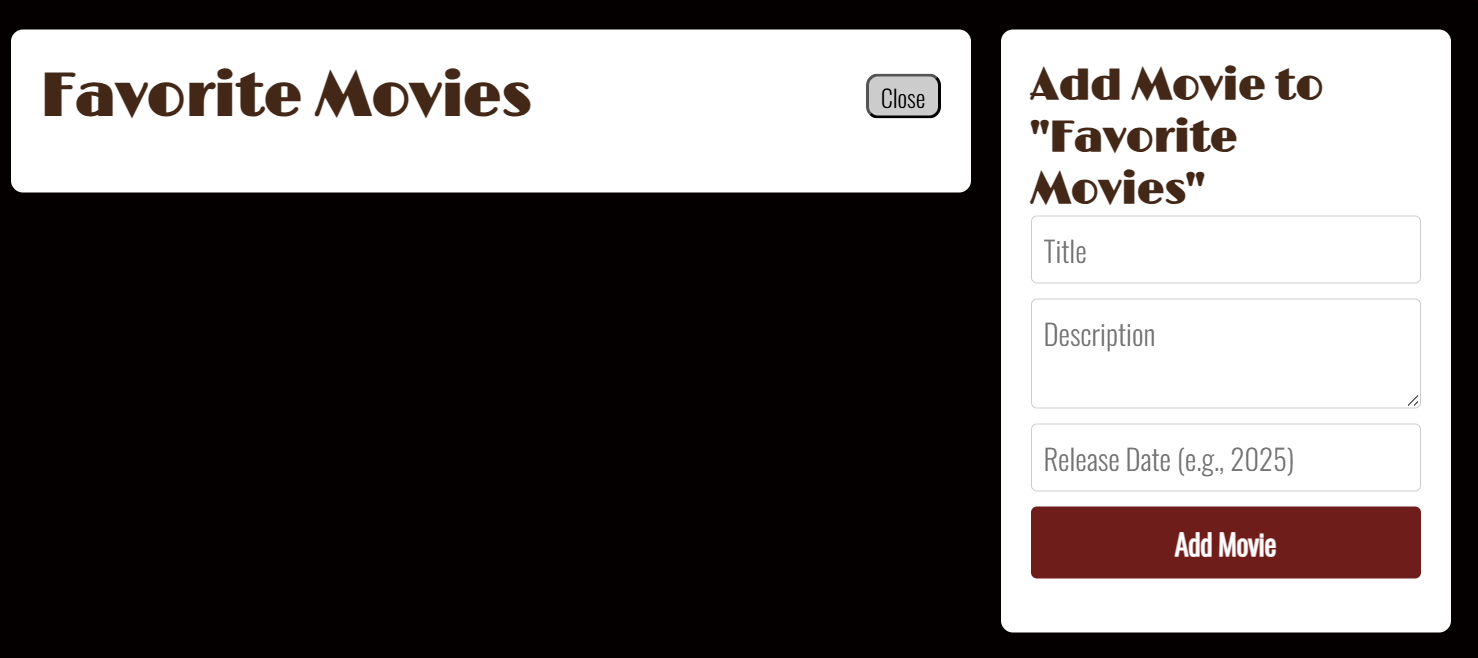 Favorite Movies
Close
Add Movie to
"Favorite
Movies"
Title
Description
Release Date (e.g., 2025)
Add Movie